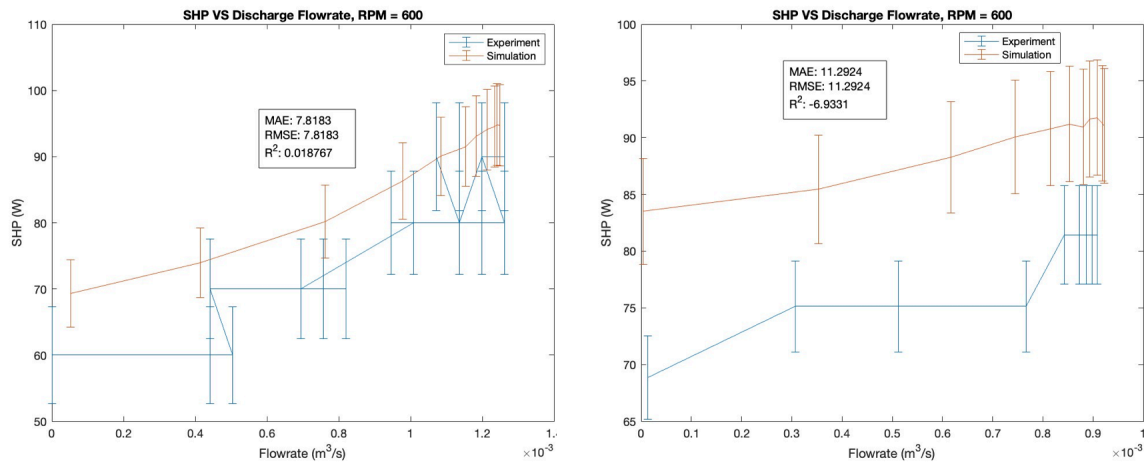 SHP VS Discharge Flowrate, RPM = 600
110
100
90
80
70
60
50
SHP (W)
Experiment
Simulation
MAE: 7.8183
RMSE: 7.8183
R²: 0.018767
0 0.2 0.4 0.6 0.8 1 1.2 1.
×10⁻³
Flowrate (m³/s)
SHP VS Discharge Flowrate, RPM = 600
100
95
90
85
80
75
70
65
SHP (W)
Experiment
Simulation
MAE: 11.2924
RMSE: 11.2924
R²: -6.9331
0 0.1 0.2 0.3 0.4 0.5 0.6 0.7 0.8 0.9 1
×10⁻³
Flowrate (m³/s)